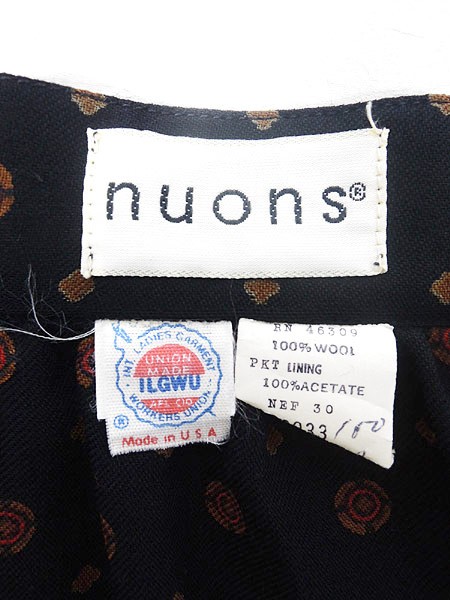 nuons®
INT. LADIES GARMENT
UNION
MADE
ILGWU
AFL CIO
WORKERS UNION
®
Made in U S A
RN 46309
100% WOOL
PKT LINING
100% ACETATE
NEF 30